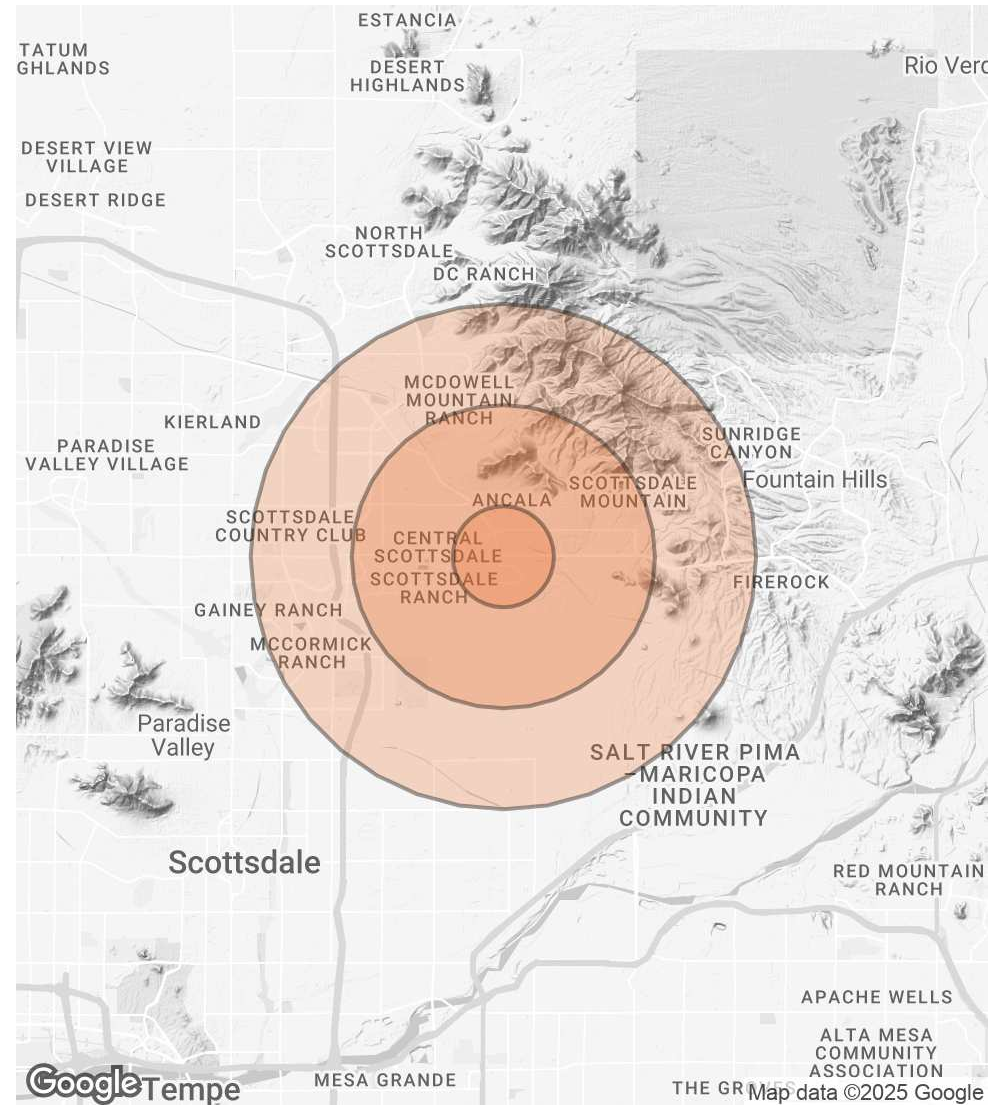 ESTANCIA
TATUM
GHLANDS
DESERT
HIGHLANDS
Rio Verd
DESERT VIEW
VILLAGE
DESERT RIDGE
NORTH
SCOTTSDALE
DC RANCH
MCDOWELL
MOUNTAIN
RANCH
KIERLAND
SUNRIDGE
CANYON
PARADISE
VALLEY VILLAGE
Fountain Hills
SCOTTSDALE
MOUNTAIN
ANCALA
SCOTTSDALE
COUNTRY CLUB
CENTRAL
SCOTTSDALE
SCOTTSDALE
RANCH
FIREROCK
GAINEY RANCH
MCCORMICK
RANCH
Paradise
Valley
SALT RIVER PIMA
-MARICOPA
INDIAN
COMMUNITY
Scottsdale
RED MOUNTAIN
RANCH
APACHE WELLS
ALTA MESA
COMMUNITY
ASSOCIATION
MESA GRANDE
Google
Tempe
THE GROVES
Map data ©2025 Google